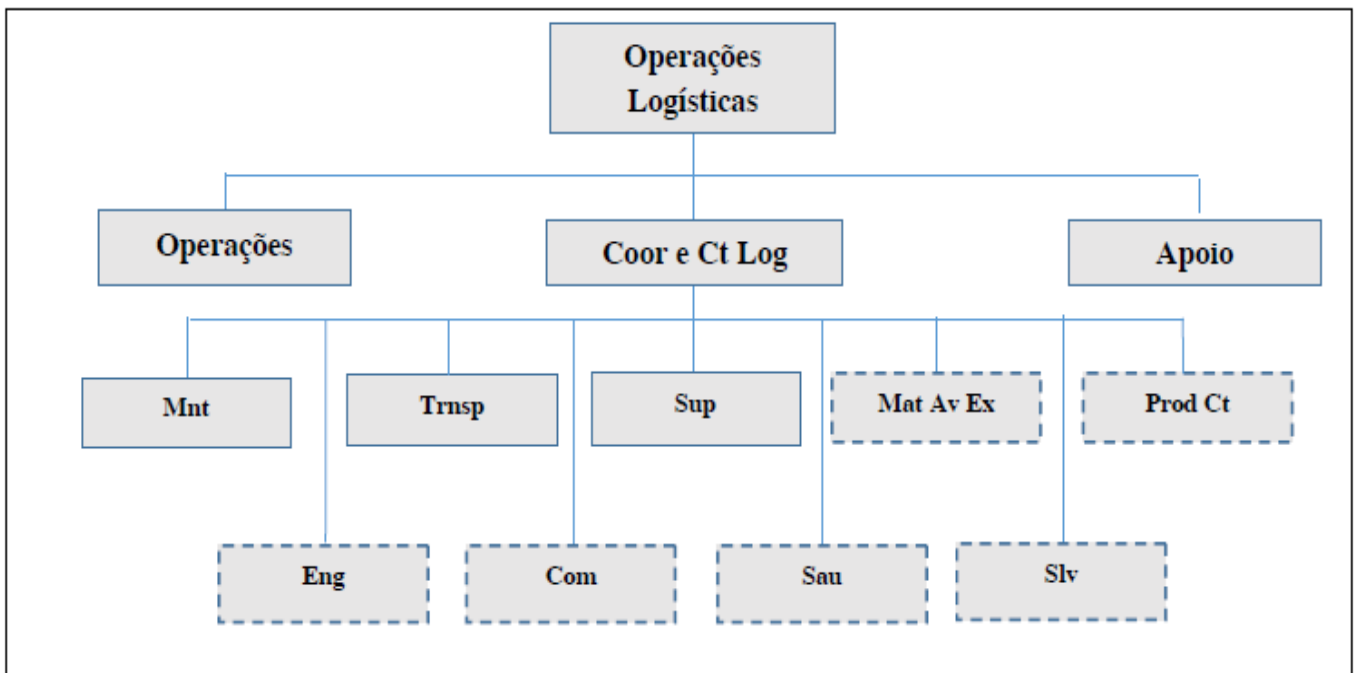 Operações
Logísticas
Operações
Coor e Ct Log
Apoio
Mnt
Trnsp
Sup
Mat Av Ex
Prod Ct
Eng
Com
Sau
Slv